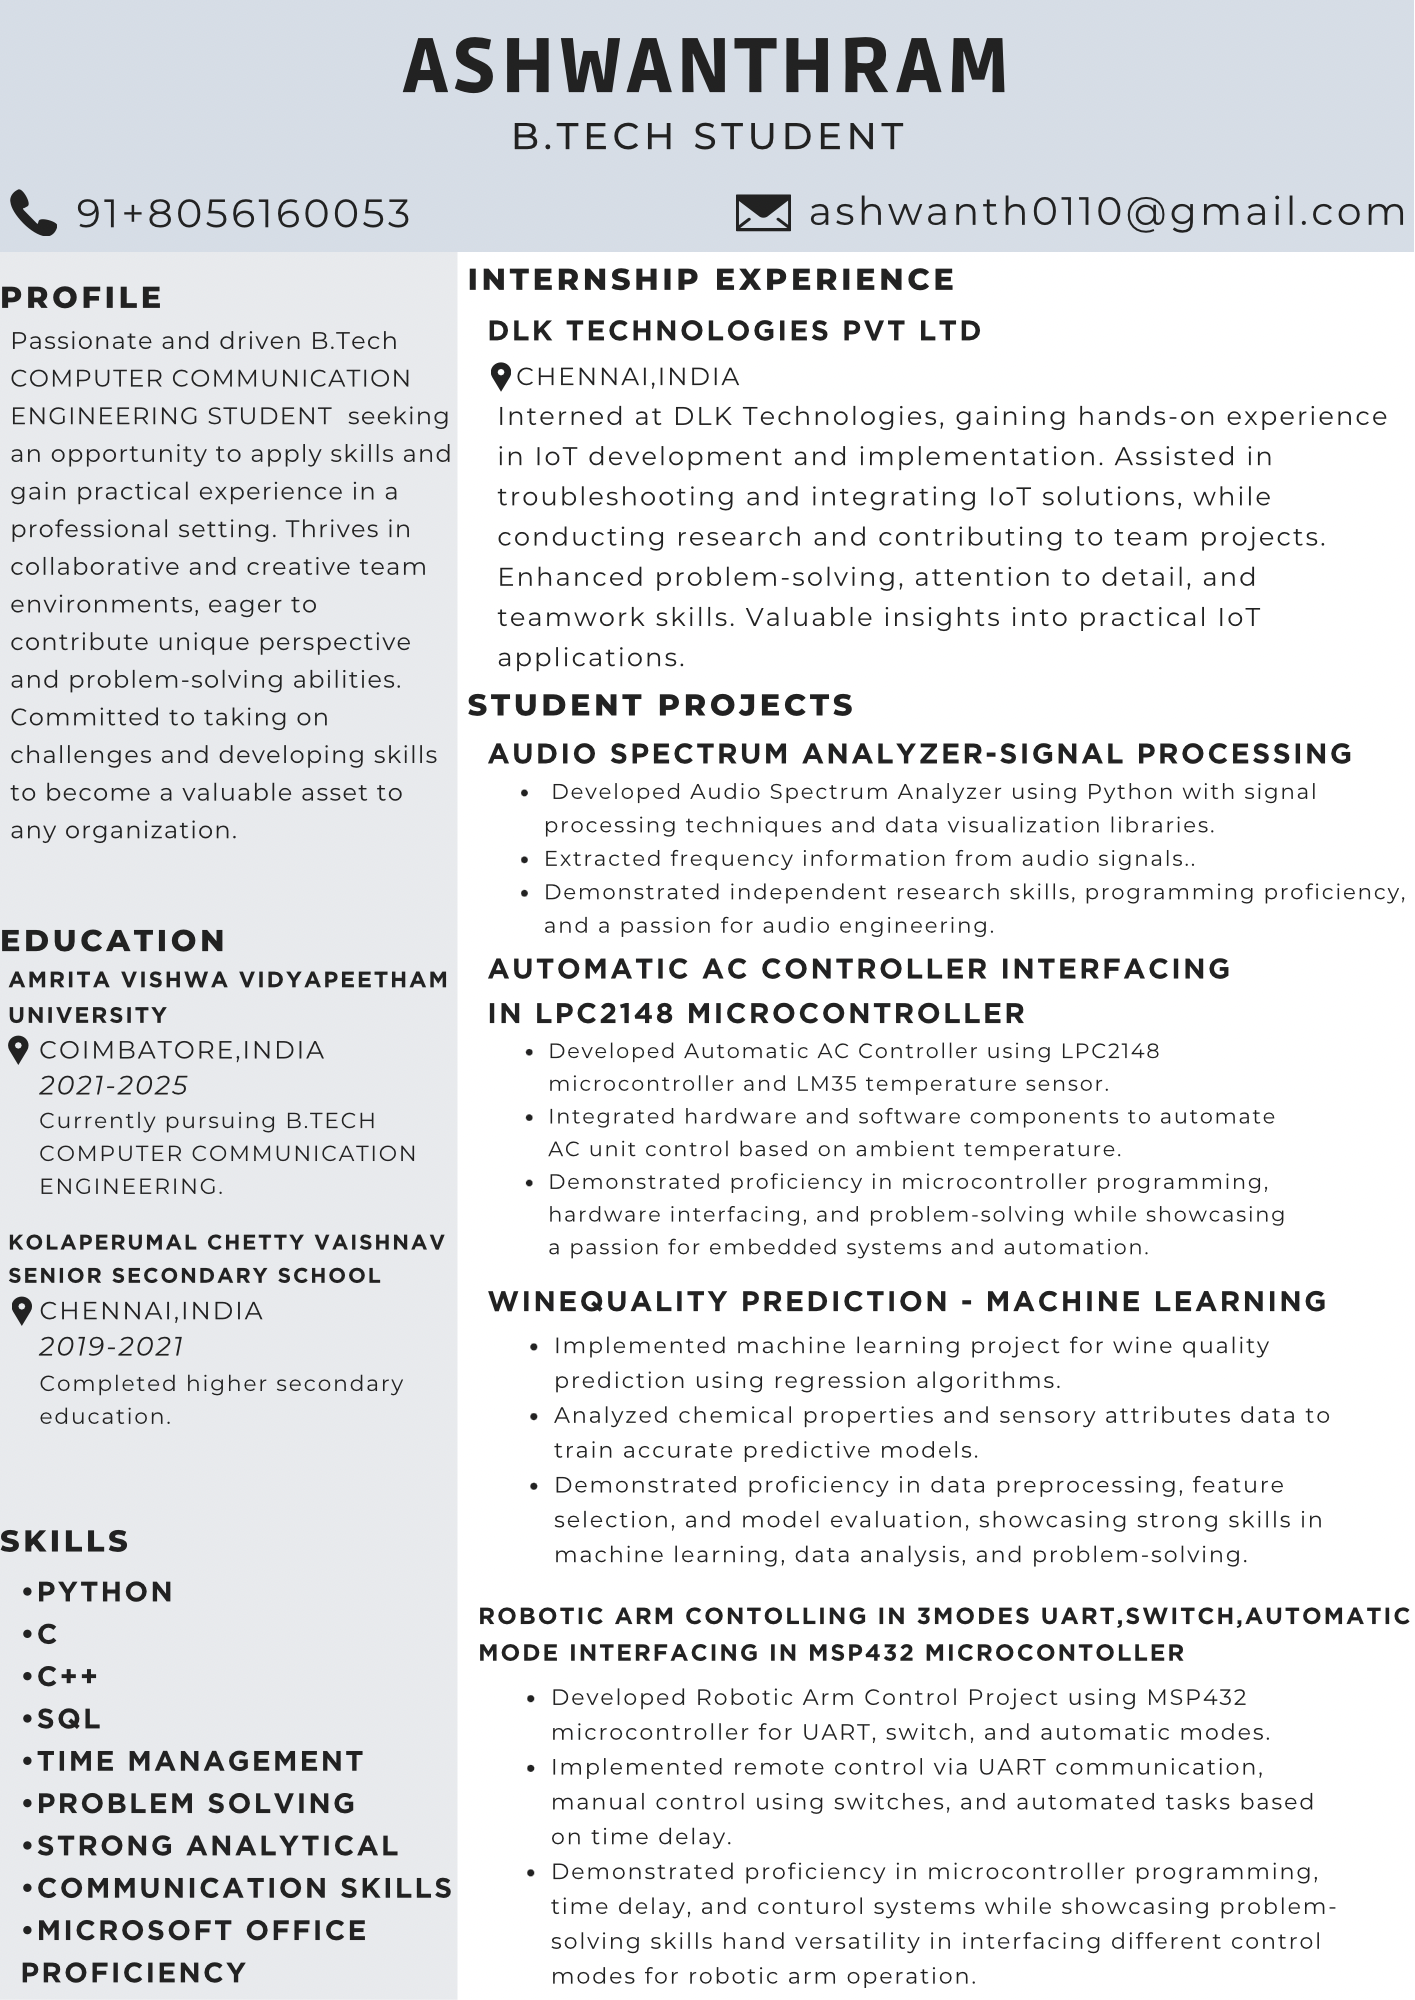 ASHWANTHRAM
B.TECH STUDENT
91+8056160053
ashwanth0110@gmail.com
PROFILE
Passionate and driven B.Tech
COMPUTER COMMUNICATION
ENGINEERING STUDENT  seeking
an opportunity to apply skills and
gain practical experience in a
professional setting. Thrives in
collaborative and creative team
environments, eager to
contribute unique perspective
and problem-solving abilities.
Committed to taking on
challenges and developing skills
to become a valuable asset to
any organization.
EDUCATION
AMRITA VISHWA VIDYAPEETHAM
UNIVERSITY
COIMBATORE,INDIA
2021-2025
Currently pursuing B.TECH
COMPUTER COMMUNICATION
ENGINEERING.
KOLAPERUMAL CHETTY VAISHNAV
SENIOR SECONDARY SCHOOL
CHENNAI,INDIA
2019-2021
Completed higher secondary
education.
SKILLS
•PYTHON
•C
•C++
•SQL
•TIME MANAGEMENT
•PROBLEM SOLVING
•STRONG ANALYTICAL
•COMMUNICATION SKILLS
•MICROSOFT OFFICE
PROFICIENCY
INTERNSHIP EXPERIENCE
DLK TECHNOLOGIES PVT LTD
CHENNAI,INDIA
Interned at DLK Technologies, gaining hands-on experience
in IoT development and implementation. Assisted in
troubleshooting and integrating IoT solutions, while
conducting research and contributing to team projects.
Enhanced problem-solving, attention to detail, and
teamwork skills. Valuable insights into practical IoT
applications.
STUDENT PROJECTS
AUDIO SPECTRUM ANALYZER-SIGNAL PROCESSING
• Developed Audio Spectrum Analyzer using Python with signal
processing techniques and data visualization libraries.
• Extracted frequency information from audio signals..
• Demonstrated independent research skills, programming proficiency,
and a passion for audio engineering.
AUTOMATIC AC CONTROLLER INTERFACING
IN LPC2148 MICROCONTROLLER
• Developed Automatic AC Controller using LPC2148
microcontroller and LM35 temperature sensor.
• Integrated hardware and software components to automate
AC unit control based on ambient temperature.
• Demonstrated proficiency in microcontroller programming,
hardware interfacing, and problem-solving while showcasing
a passion for embedded systems and automation.
WINEQUALITY PREDICTION - MACHINE LEARNING
• Implemented machine learning project for wine quality
prediction using regression algorithms.
• Analyzed chemical properties and sensory attributes data to
train accurate predictive models.
• Demonstrated proficiency in data preprocessing, feature
selection, and model evaluation, showcasing strong skills in
machine learning, data analysis, and problem-solving.
ROBOTIC ARM CONTOLLING IN 3MODES UART,SWITCH,AUTOMATIC
MODE INTERFACING IN MSP432 MICROCONTOLLER
• Developed Robotic Arm Control Project using MSP432
microcontroller for UART, switch, and automatic modes.
• Implemented remote control via UART communication,
manual control using switches, and automated tasks based
on time delay.
• Demonstrated proficiency in microcontroller programming,
time delay, and conturol systems while showcasing problem-
solving skills hand versatility in interfacing different control
modes for robotic arm operation.